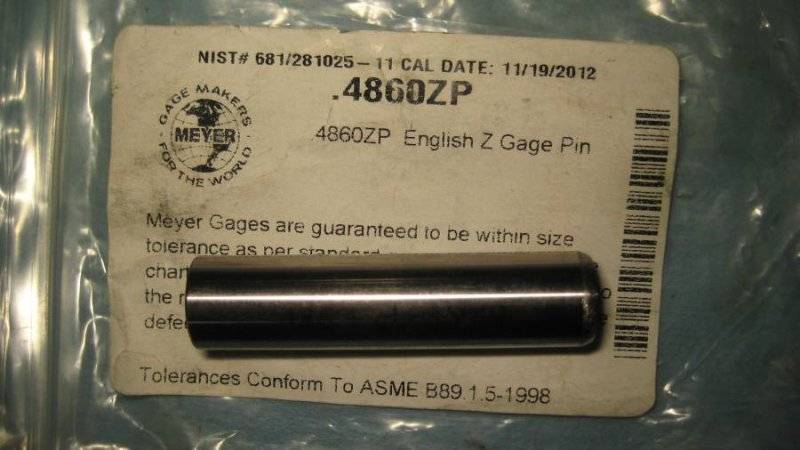 NIST# 681/281025-11 CAL DATE: 11/19/2012
.4860ZP
GAGE MAKERS
MEYER
FOR THE WORLD
.4860ZP English Z Gage Pin
Meyer Gages are guaranteed to be within size
tolerance as per standard
the
Tolerances Conform To ASME B89.1.5-1998